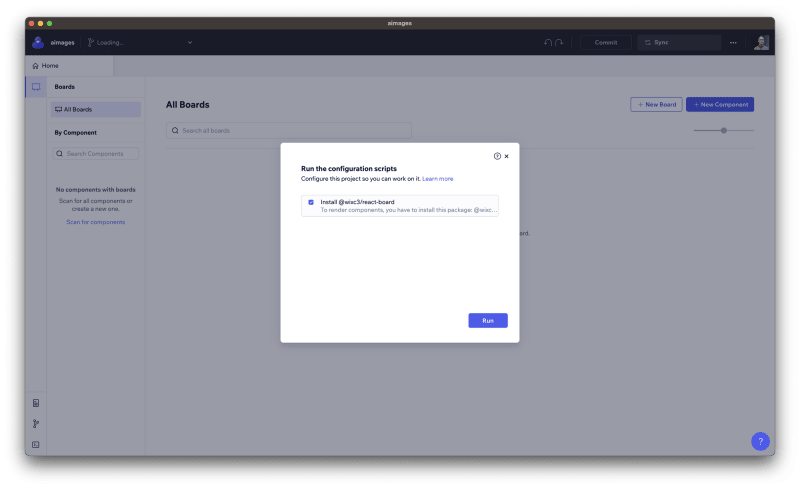 aimages
aimages
Loading...
Commit
Sync
Home
Boards
All Boards
By Component
Search Components
No components with boards
Scan for all components or
create a new one.
Scan for components
All Boards
+ New Board
+ New Component
Search all boards
Run the configuration scripts
Configure this project so you can work on it. Learn more
Install @wixc3/react-board
To render components, you have to install this package: @wixc...
Run